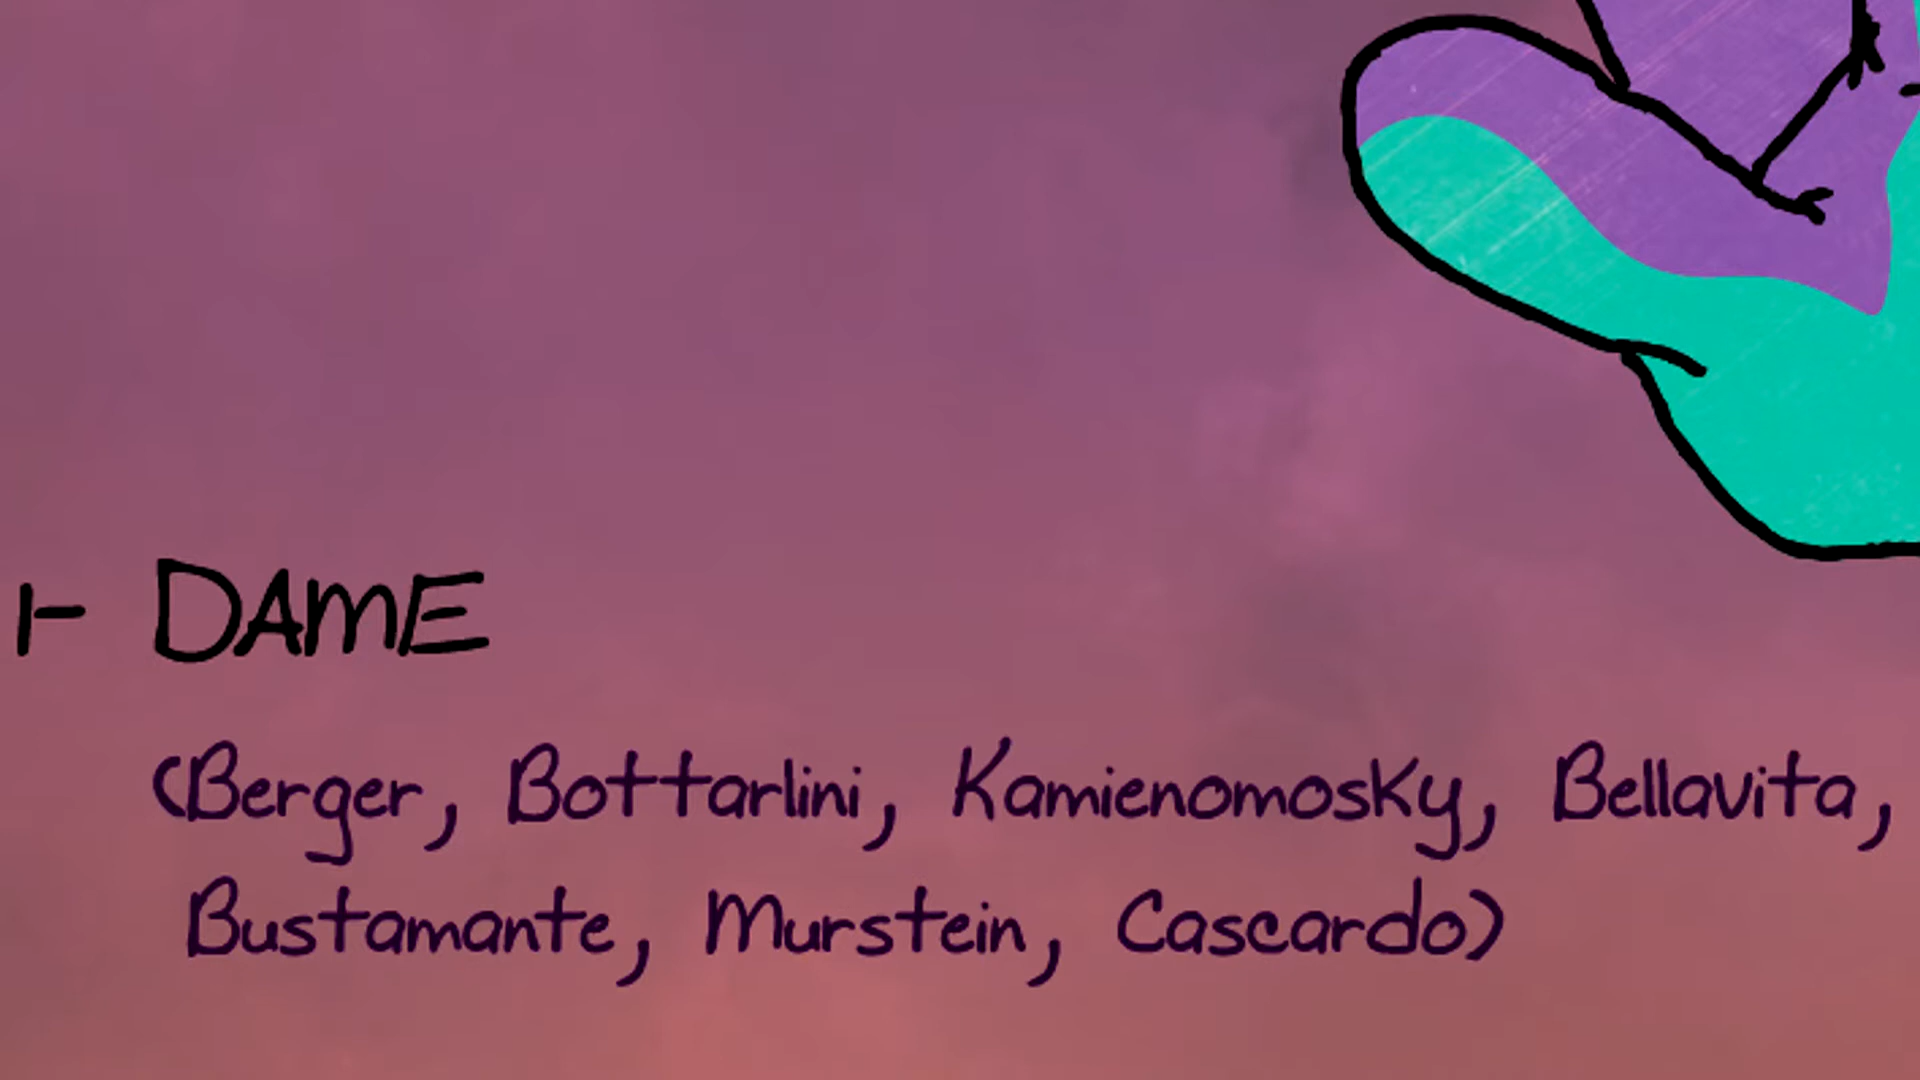 1- DAME
(Berger, Bottarlini, Kamienomosky, Bellavita,
Bustamante, Murstein, Cascardo)